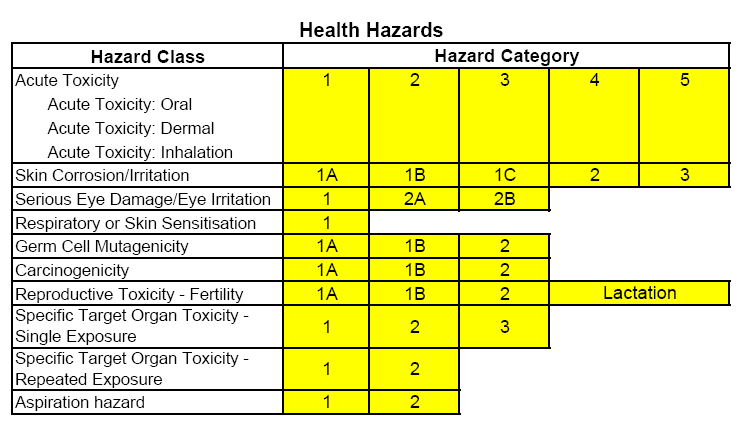 Health Hazards
Hazard Class Hazard Category
Acute Toxicity 1 2 3 4 5
Acute Toxicity: Oral
Acute Toxicity: Dermal
Acute Toxicity: Inhalation
Skin Corrosion/Irritation 1A 1B 1C 2 3
Serious Eye Damage/Eye Irritation 1 2A 2B
Respiratory or Skin Sensitisation 1
Germ Cell Mutagenicity 1A 1B 2
Carcinogenicity 1A 1B 2
Reproductive Toxicity - Fertility 1A 1B 2 Lactation
Specific Target Organ Toxicity -
Single Exposure 1 2 3
Specific Target Organ Toxicity -
Repeated Exposure 1 2
Aspiration hazard 1 2